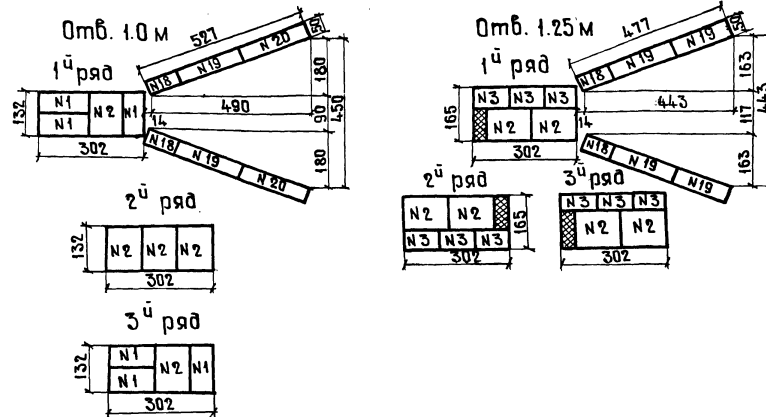 Отв. 1.0 м
1й ряд
132
N1
N1
N2
N1
302
14
527
50
N18
N19
N20
180
490
90
450
180
N18
N19
N20
2й ряд
132
N2
N2
N2
302
3й ряд
132
N1
N1
N2
N1
302
Отв. 1.25 м
1й ряд
165
N3
N3
N3
N2
N2
302
14
477
50
N18
N19
N19
163
443
117
443
163
N18
N19
N19
2й ряд
N2
N2
N3
N3
N3
165
302
3й ряд
N3
N3
N3
N2
N2
302